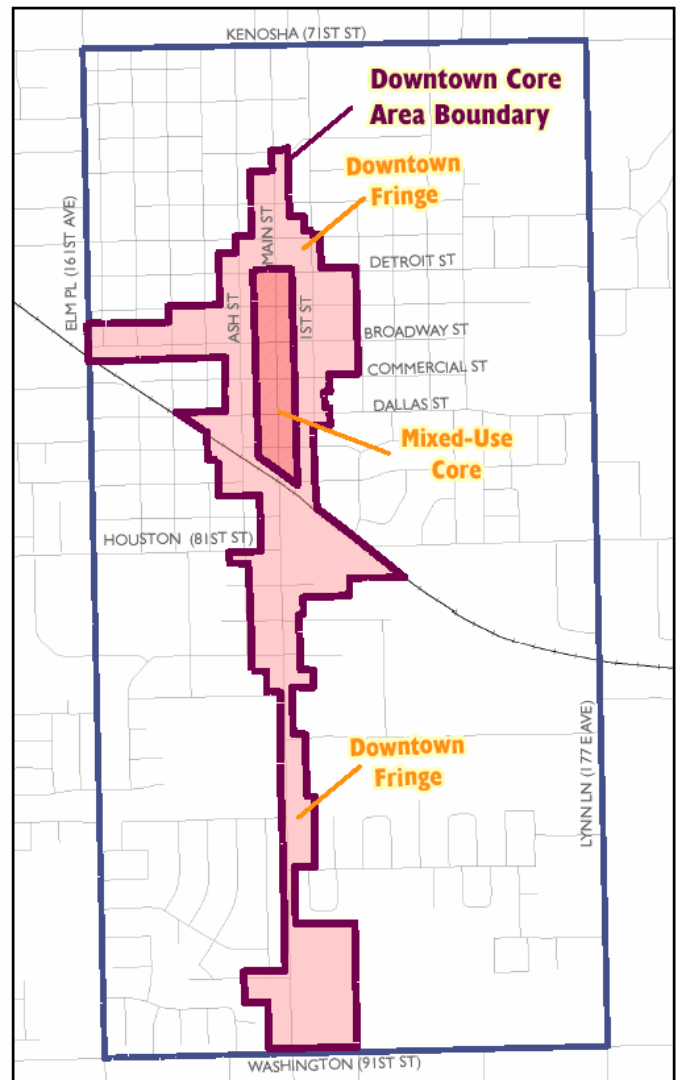 KENOSHA (71ST ST)
Downtown Core
Area Boundary
Downtown
Fringe
ELM PL (161ST AVE)
MAIN ST
DETROIT ST
ASH ST
1ST ST
BROADWAY ST
COMMERCIAL ST
DALLAS ST
Mixed-Use
Core
HOUSTON (81ST ST)
LYNN LN (177 E AVE)
Downtown
Fringe
WASHINGTON (91ST ST)